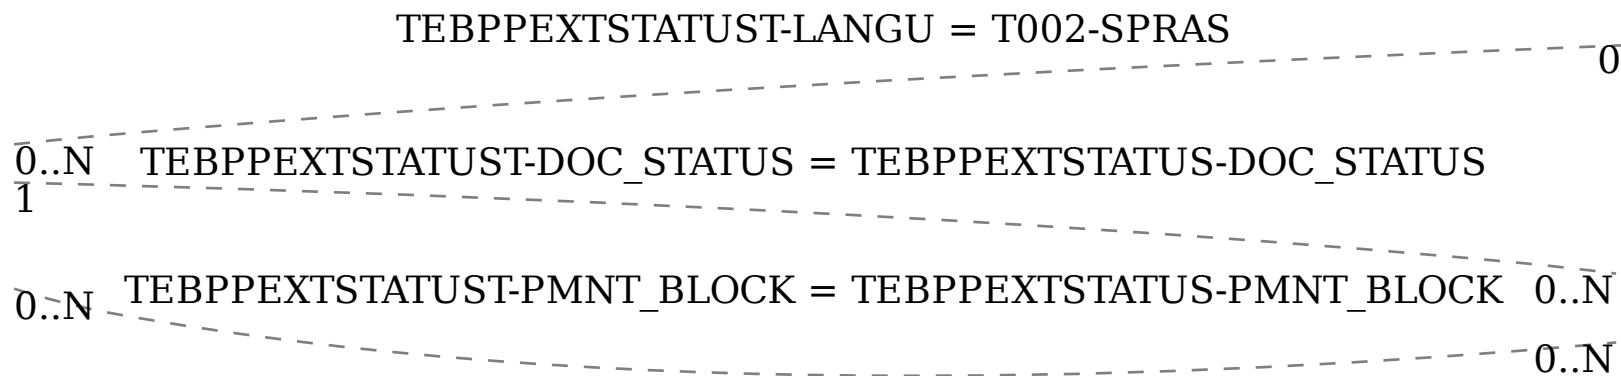 TEBPPEXTSTATUST-LANGU = T002-SPRAS
0
0..N
TEBPPEXTSTATUST-DOC_STATUS = TEBPPEXTSTATUS-DOC_STATUS
1
0..N
TEBPPEXTSTATUST-PMNT_BLOCK = TEBPPEXTSTATUS-PMNT_BLOCK
0..N
0..N